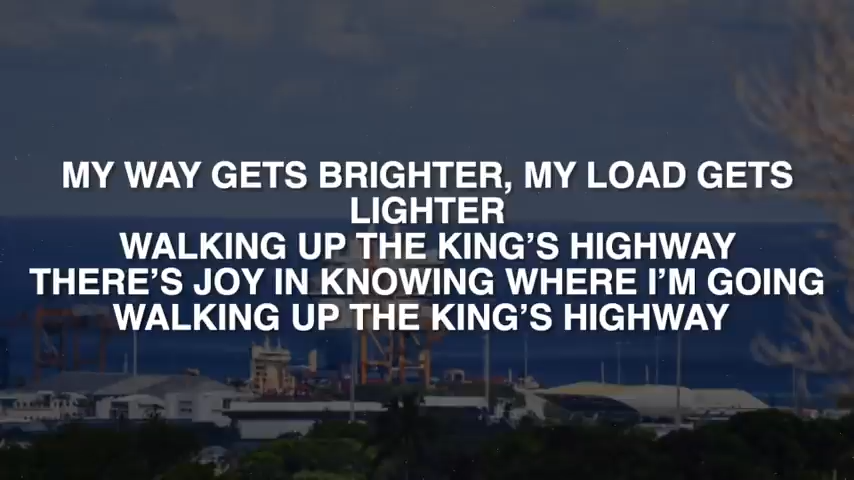 MY WAY GETS BRIGHTER, MY LOAD GETS
LIGHTER
WALKING UP THE KING’S HIGHWAY
THERE’S JOY IN KNOWING WHERE I’M GOING
WALKING UP THE KING’S HIGHWAY